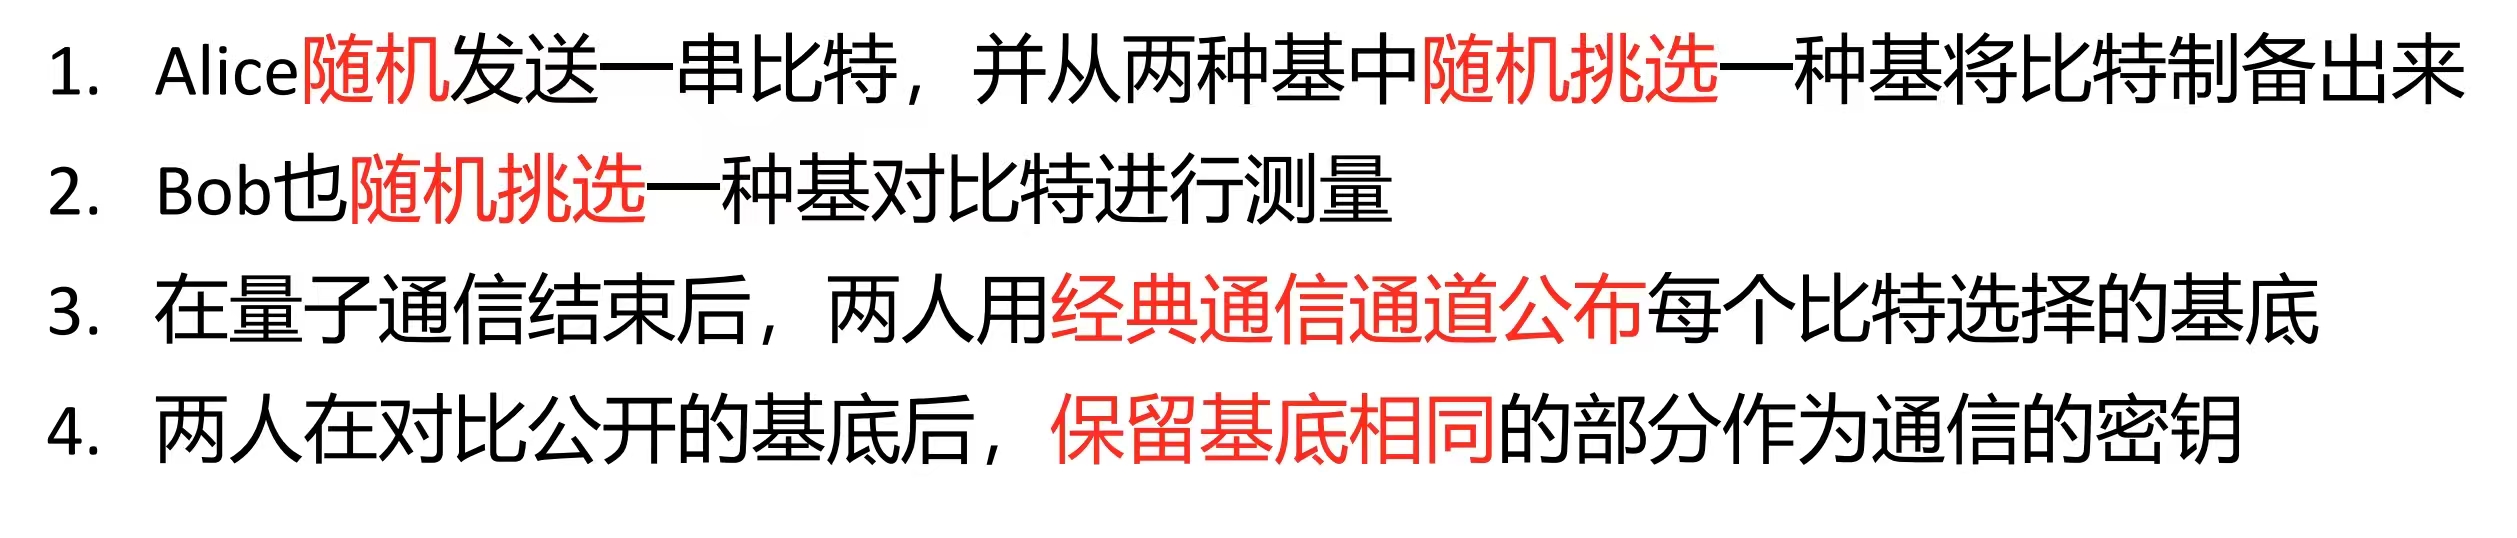 1. Alice随机发送一串比特，并从两种基中随机挑选一种基将比特制备出来
2. Bob也随机挑选一种基对比特进行测量
3. 在量子通信结束后，两人用经典通信通道公布每个比特选择的基底
4. 两人在对比公布的基底后，保留基底相同的部分作为通信的密钥